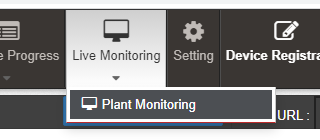 Progress
Live Monitoring
Setting
Device Registra
Plant Monitoring
URL :